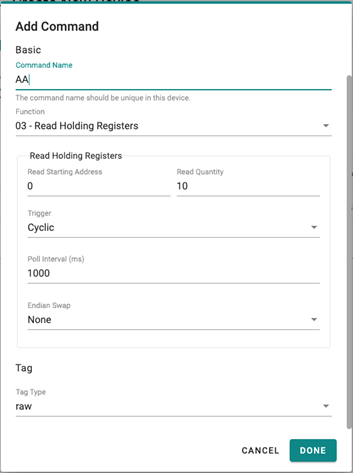 Add Command
Basic
Command Name
AA
The command name should be unique in this device.
Function
03 - Read Holding Registers
Read Holding Registers
Read Starting Address Read Quantity
0 10
Trigger
Cyclic
Poll Interval (ms)
1000
Endian Swap
None
Tag
Tag Type
raw
CANCEL DONE